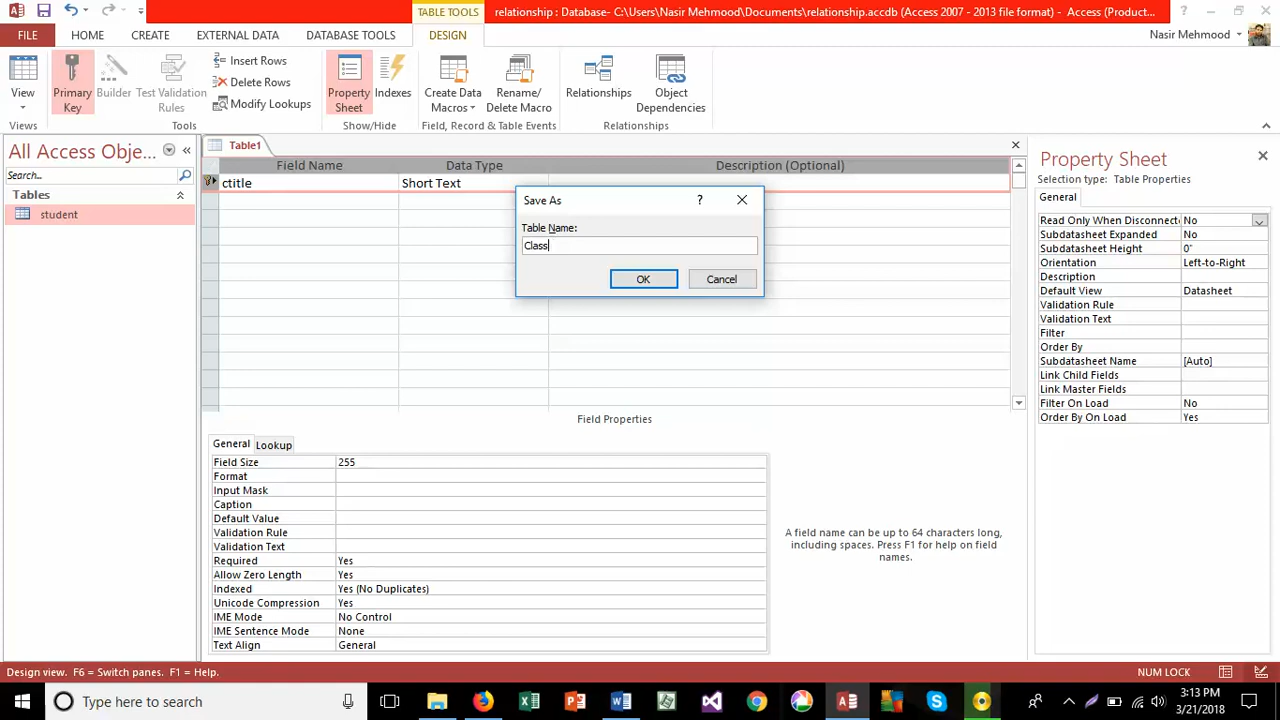 TABLE TOOLS
relationship : Database- C:\Users\Nasir Mehmood\Documents\relationship.accdb (Access 2007 - 2013 file format) - Access (Product...
FILE HOME CREATE EXTERNAL DATA DATABASE TOOLS DESIGN Nasir Mehmood
View
Primary Key
Builder
Test Validation Rules
Insert Rows
Delete Rows
Modify Lookups
Property Sheet
Indexes
Create Data Macros
Rename/ Delete Macro
Relationships
Object Dependencies
Views Tools Show/Hide Field, Record & Table Events Relationships
All Access Obje...
Search...
Tables
student
Table1
Field Name Data Type Description (Optional)
ctitle Short Text
Save As ?
Table Name:
Class
OK Cancel
Field Properties
General Lookup
Field Size 255
Format
Input Mask
Caption
Default Value
Validation Rule
Validation Text
Required Yes
Allow Zero Length Yes
Indexed Yes (No Duplicates)
Unicode Compression Yes
IME Mode No Control
IME Sentence Mode None
Text Align General
A field name can be up to 64 characters long,
including spaces. Press F1 for help on field
names.
Property Sheet
Selection type: Table Properties
General
Read Only When Disconnect No
Subdatasheet Expanded No
Subdatasheet Height 0"
Orientation Left-to-Right
Description
Default View Datasheet
Validation Rule
Validation Text
Filter
Order By
Subdatasheet Name [Auto]
Link Child Fields
Link Master Fields
Filter On Load No
Order By On Load Yes
Design view. F6 = Switch panes. F1 = Help. NUM LOCK
Type here to search
3:13 PM
3/21/2018